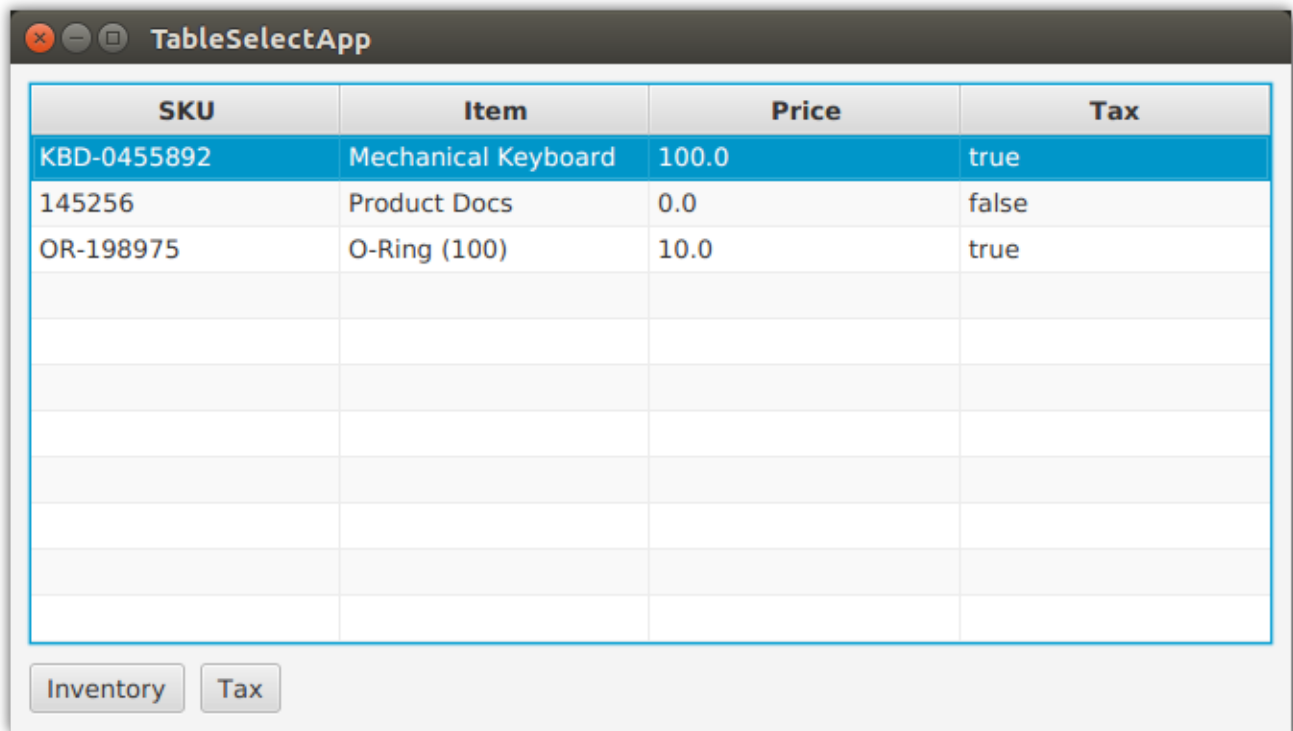 TableSelectApp
SKU Item Price Tax
KBD-0455892 Mechanical Keyboard 100.0 true
145256 Product Docs 0.0 false
OR-198975 O-Ring (100) 10.0 true
Inventory Tax